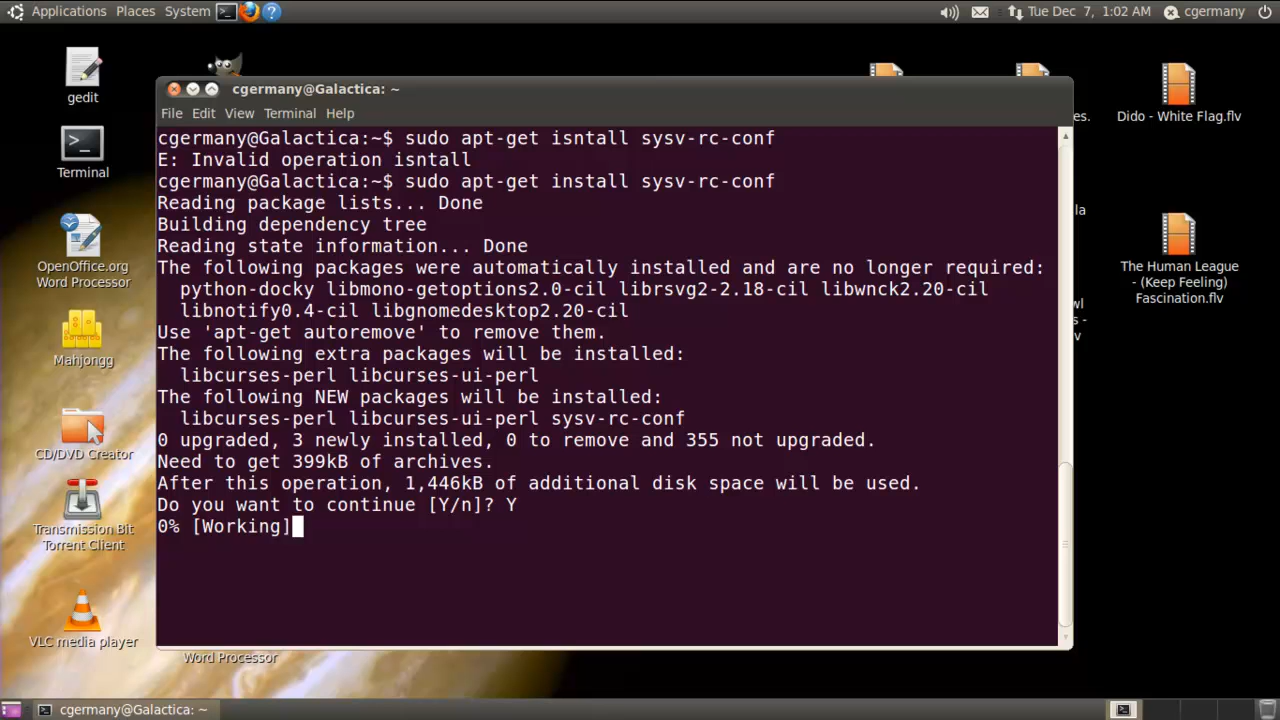 Applications Places System
Tue Dec 7, 1:02 AM
cgermany
gedit
Terminal
OpenOffice.org
Word Processor
Mahjongg
CD/DVD Creator
Transmission Bit
Torrent Client
VLC media player
cgermany@Galactica: ~
File Edit View Terminal Help
cgermany@Galactica:~$ sudo apt-get isntall sysv-rc-conf
E: Invalid operation isntall
cgermany@Galactica:~$ sudo apt-get install sysv-rc-conf
Reading package lists... Done
Building dependency tree
Reading state information... Done
The following packages were automatically installed and are no longer required:
python-docky libmono-getoptions2.0-cil librsvg2-2.18-cil libwnck2.20-cil
libnotify0.4-cil libgnomedesktop2.20-cil
Use 'apt-get autoremove' to remove them.
The following extra packages will be installed:
libcurses-perl libcurses-ui-perl
The following NEW packages will be installed:
libcurses-perl libcurses-ui-perl sysv-rc-conf
0 upgraded, 3 newly installed, 0 to remove and 355 not upgraded.
Need to get 399kB of archives.
After this operation, 1,446kB of additional disk space will be used.
Do you want to continue [Y/n]? Y
0% [Working]
Word Processor
Dido - White Flag.flv
The Human League
- (Keep Feeling)
Fascination.flv
cgermany@Galactica: ~